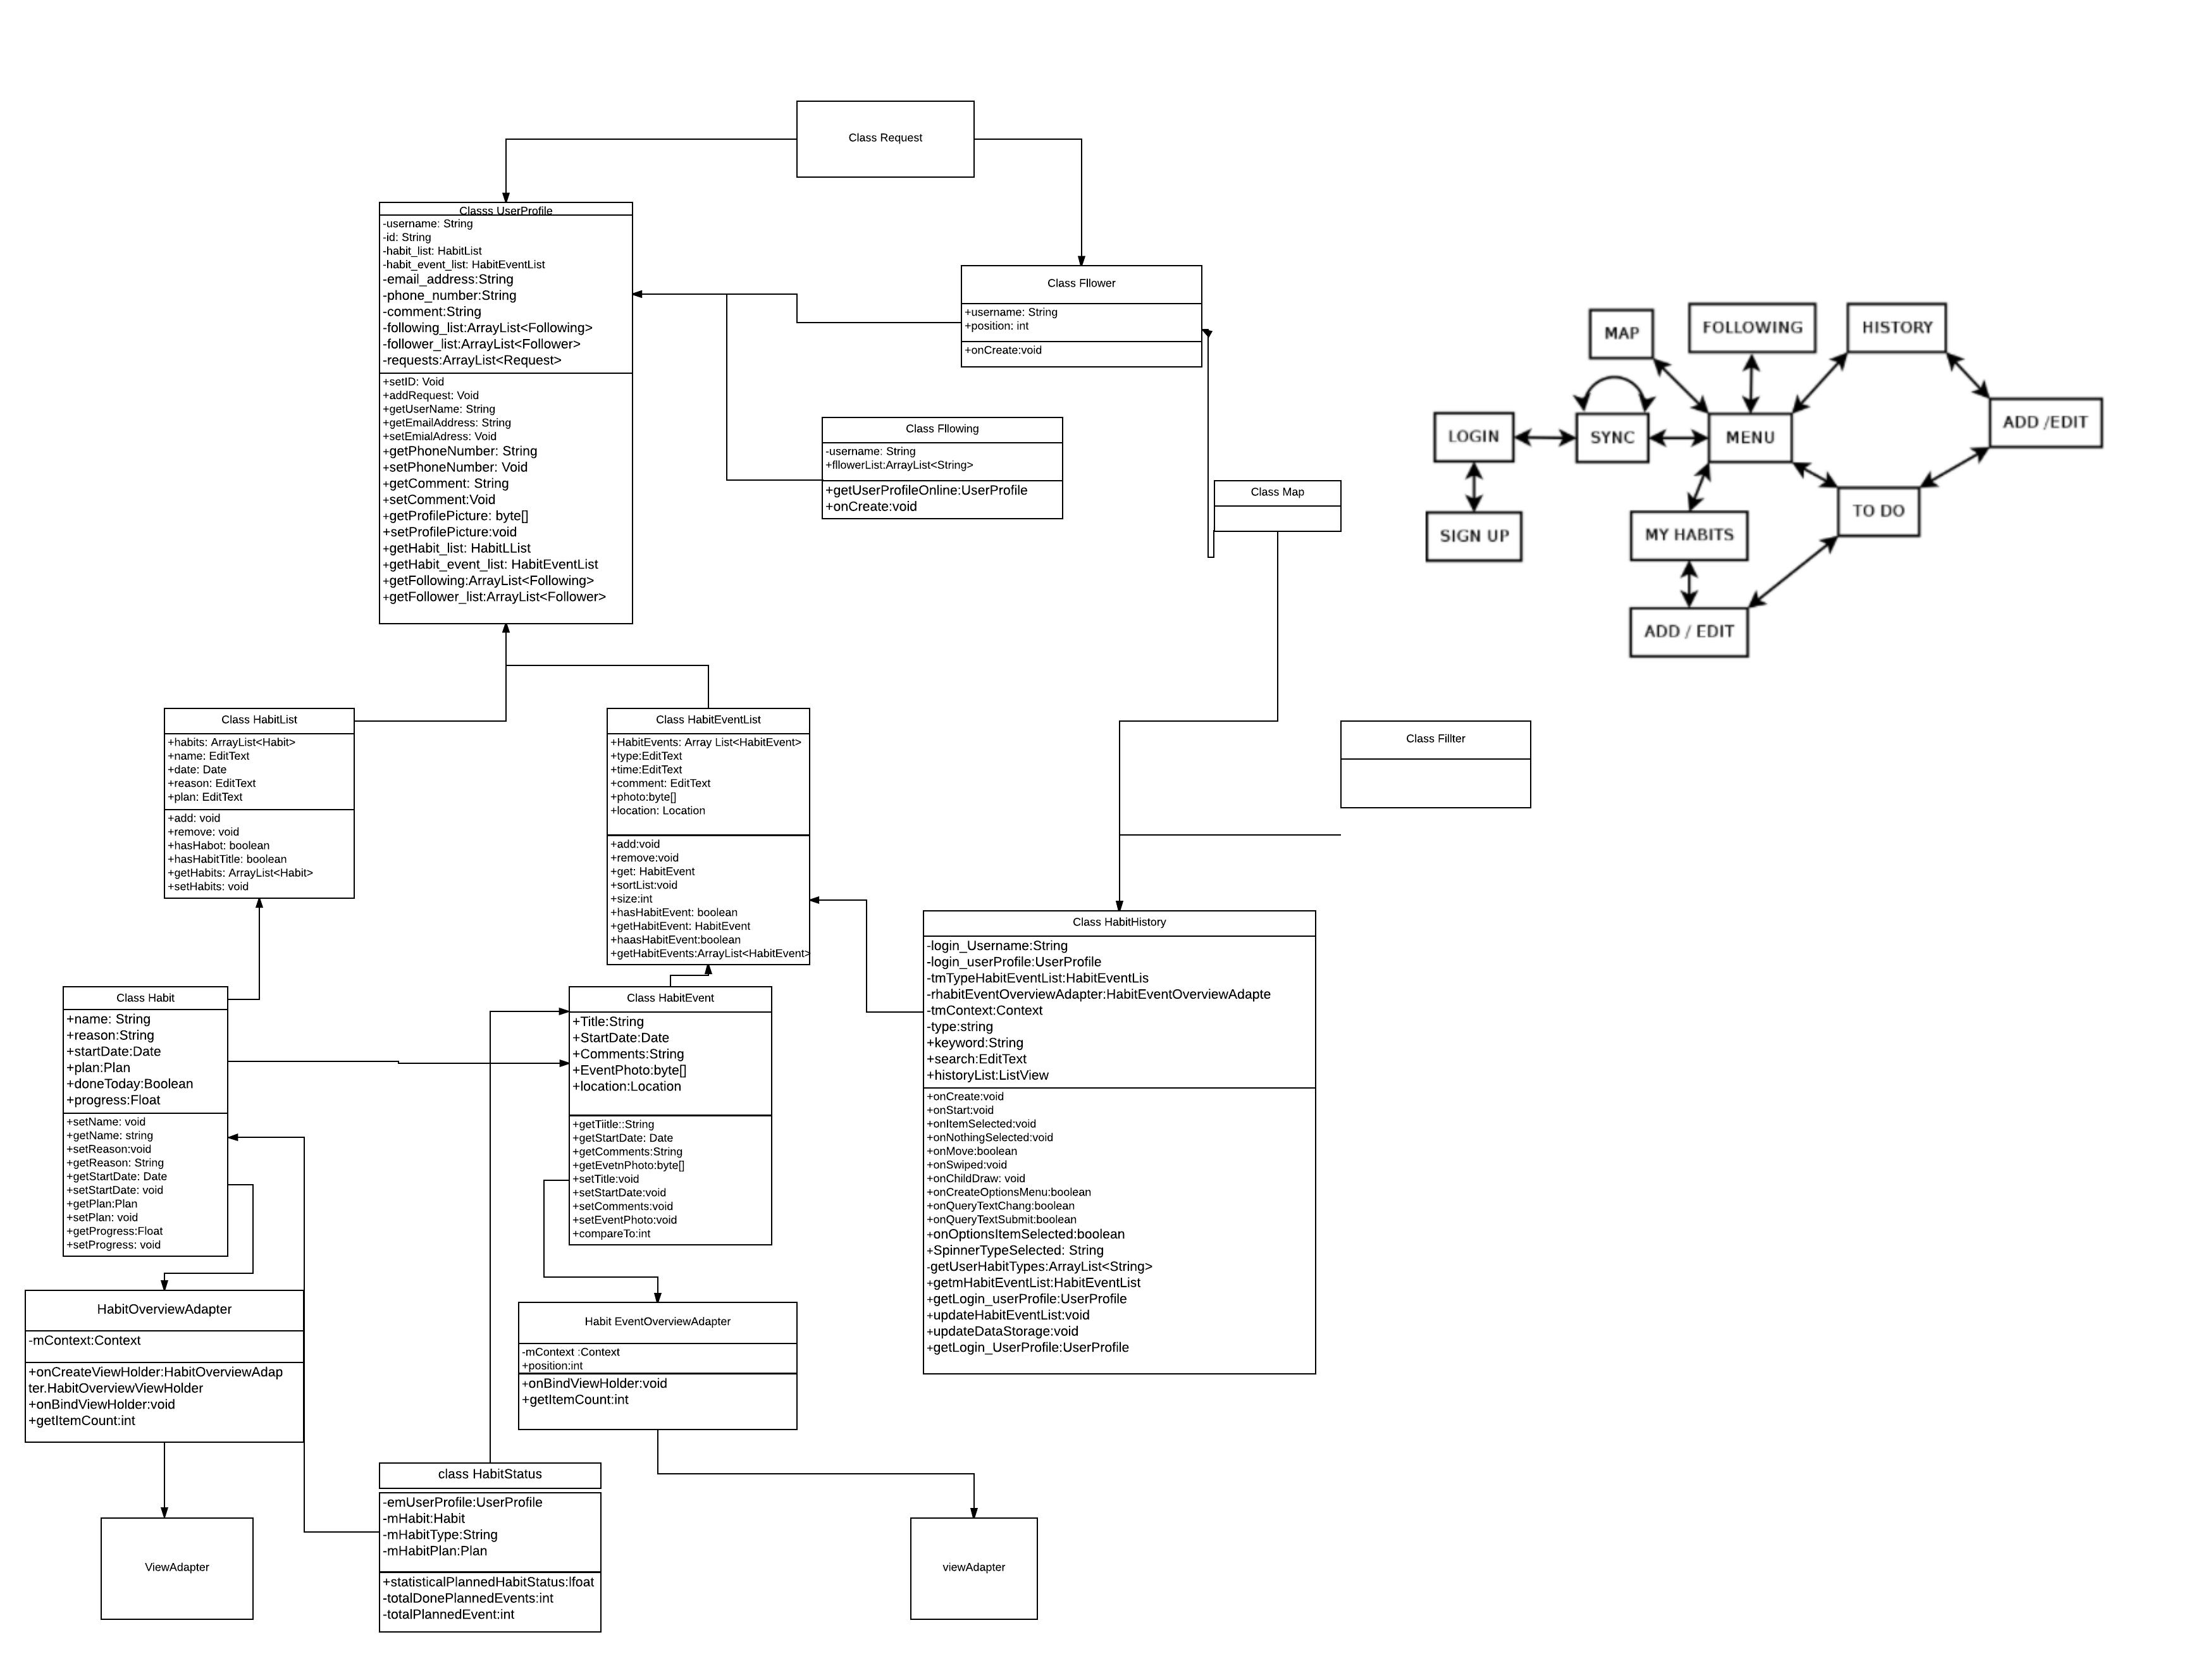 Class Request
Classs UserProfile
-username: String
-id: String
-habit_list: HabitList
-habit_event_list: HabitEventList
-email_address:String
-phone_number:String
-comment:String
-following_list:ArrayList<Following>
-follower_list:ArrayList<Follower>
-requests:ArrayList<Request>
+setID: Void
+addRequest: Void
+getUserName: String
+getEmailAddress: String
+setEmialAdress: Void
+getPhoneNumber: String
+setPhoneNumber: Void
+getComment: String
+setComment:Void
+getProfilePicture: byte[]
+setProfilePicture:void
+getHabit_list: HabitLList
+getHabit_event_list: HabitEventList
+getFollowing:ArrayList<Following>
+getFollower_list:ArrayList<Follower>
Class Fllower
+username: String
+position: int
+onCreate:void
Class Fllowing
-username: String
+fllowerList:ArrayList<String>
+getUserProfileOnline:UserProfile
+onCreate:void
Class Map
MAP
FOLLOWING
HISTORY
LOGIN
SYNC
MENU
ADD /EDIT
SIGN UP
MY HABITS
TO DO
ADD / EDIT
Class HabitList
+habits: ArrayList<Habit>
+name: EditText
+date: Date
+reason: EditText
+plan: EditText
+add: void
+remove: void
+hasHabot: boolean
+hasHabitTitle: boolean
+getHabits: ArrayList<Habit>
+setHabits: void
Class HabitEventList
+HabitEvents: Array List<HabitEvent>
+type:EditText
+time:EditText
+comment: EditText
+photo:byte[]
+location: Location
+add:void
+remove:void
+get: HabitEvent
+sortList:void
+size:int
+hasHabitEvent: boolean
+getHabitEvent: HabitEvent
+haasHabitEvent:boolean
+getHabitEvents:ArrayList<HabitEvent>
Class Fillter
Class HabitHistory
-login_Username:String
-login_userProfile:UserProfile
-tmTypeHabitEventList:HabitEventLis
-rhabitEventOverviewAdapter:HabitEventOverviewAdapte
-tmContext:Context
-type:string
+keyword:String
+search:EditText
+historyList:ListView
+onCreate:void
+onStart:void
+onItemSelected:void
+onNothingSelected:void
+onMove:boolean
+onSwiped:void
+onChildDraw: void
+onCreateOptionsMenu:boolean
+onQueryTextChang:boolean
+onQueryTextSubmit:boolean
+onOptionsItemSelected:boolean
+SpinnerTypeSelected: String
-getUserHabitTypes:ArrayList<String>
+getmHabitEventList:HabitEventList
+getLogin_userProfile:UserProfile
+updateHabitEventList:void
+updateDataStorage:void
+getLogin_UserProfile:UserProfile
Class Habit
+name: String
+reason:String
+startDate:Date
+plan:Plan
+doneToday:Boolean
+progress:Float
+setName: void
+getName: string
+setReason:void
+getReason: String
+getStartDate: Date
+setStartDate: void
+getPlan:Plan
+setPlan: void
+getProgress:Float
+setProgress: void
Class HabitEvent
+Title:String
+StartDate:Date
+Comments:String
+EventPhoto:byte[]
+location:Location
+getTiitle::String
+getStartDate: Date
+getComments:String
+getEvetnPhoto:byte[]
+setTitle:void
+setStartDate:void
+setComments:void
+setEventPhoto:void
+compareTo:int
HabitOverviewAdapter
-mContext:Context
+onCreateViewHolder:HabitOverviewAdap
ter.HabitOverviewViewHolder
+onBindViewHolder:void
+getItemCount:int
Habit EventOverviewAdapter
-mContext :Context
+position:int
+onBindViewHolder:void
+getItemCount:int
class HabitStatus
-emUserProfile:UserProfile
-mHabit:Habit
-mHabitType:String
-mHabitPlan:Plan
+statisticalPlannedHabitStatus:lfoat
-totalDonePlannedEvents:int
-totalPlannedEvent:int
ViewAdapter
viewAdapter